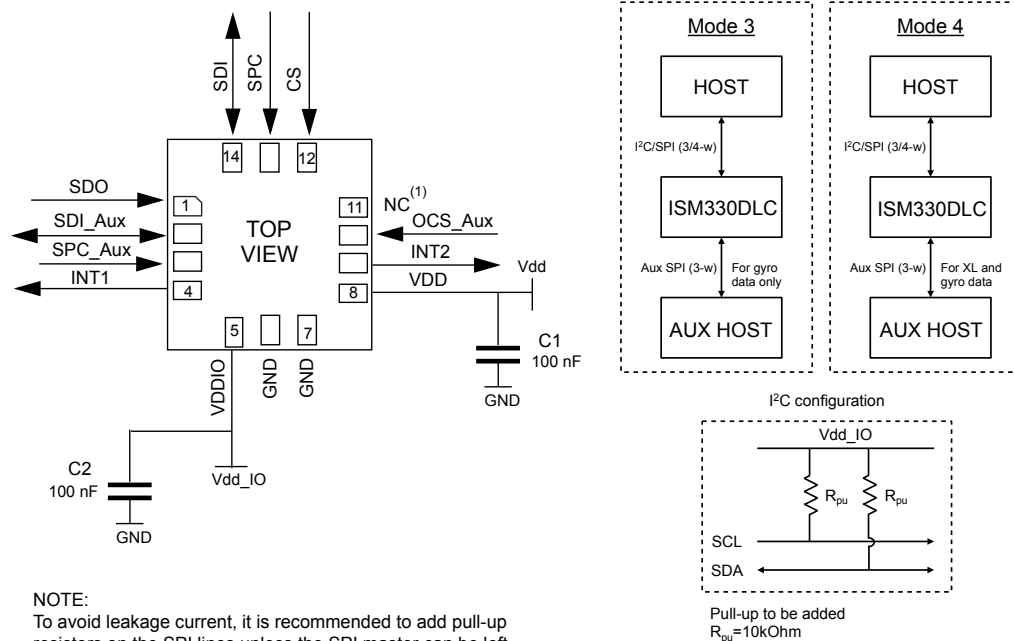 SDI
SPC
CS
14
12
SDO
SDI_Aux
SPC_Aux
INT1
1
4
TOP
VIEW
11
8
NC(1)
OCS_Aux
INT2
VDD
Vdd
5
7
VDDIO
GND
GND
C1
100 nF
GND
C2
100 nF
GND
Vdd_IO
Mode 3
HOST
I2C/SPI (3/4-w)
ISM330DLC
Aux SPI (3-w)
For gyro
data only
AUX HOST
Mode 4
HOST
I2C/SPI (3/4-w)
ISM330DLC
Aux SPI (3-w)
For XL and
gyro data
AUX HOST
I2C configuration
Vdd_IO
Rpu
Rpu
SCL
SDA
Pull-up to be added
Rpu=10kOhm
NOTE:
To avoid leakage current, it is recommended to add pull-up
resistors on the SPI lines unless the SPI master can be left